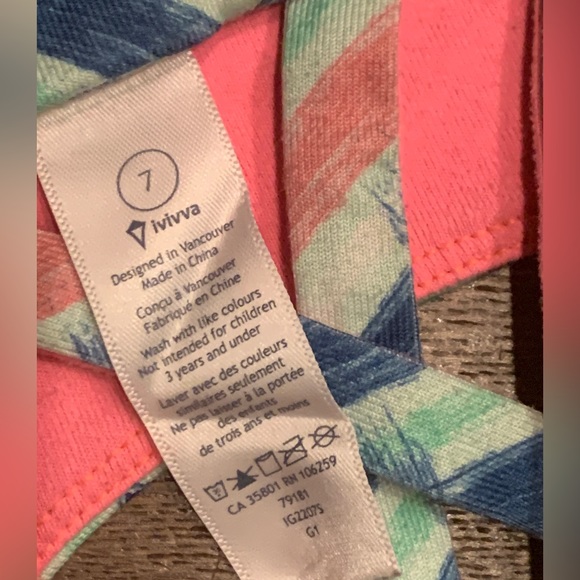 7
ivivva
Designed in Vancouver
Made in China
Conçu à Vancouver
Fabriqué en Chine
Wash with like colours
Not intended for children
3 years and under
Laver avec des couleurs
similaires seulement
Ne pas laisser à la portée
des enfants
de trois ans et moins
CA 35801 RN 106259
79181
IG2207S
G1